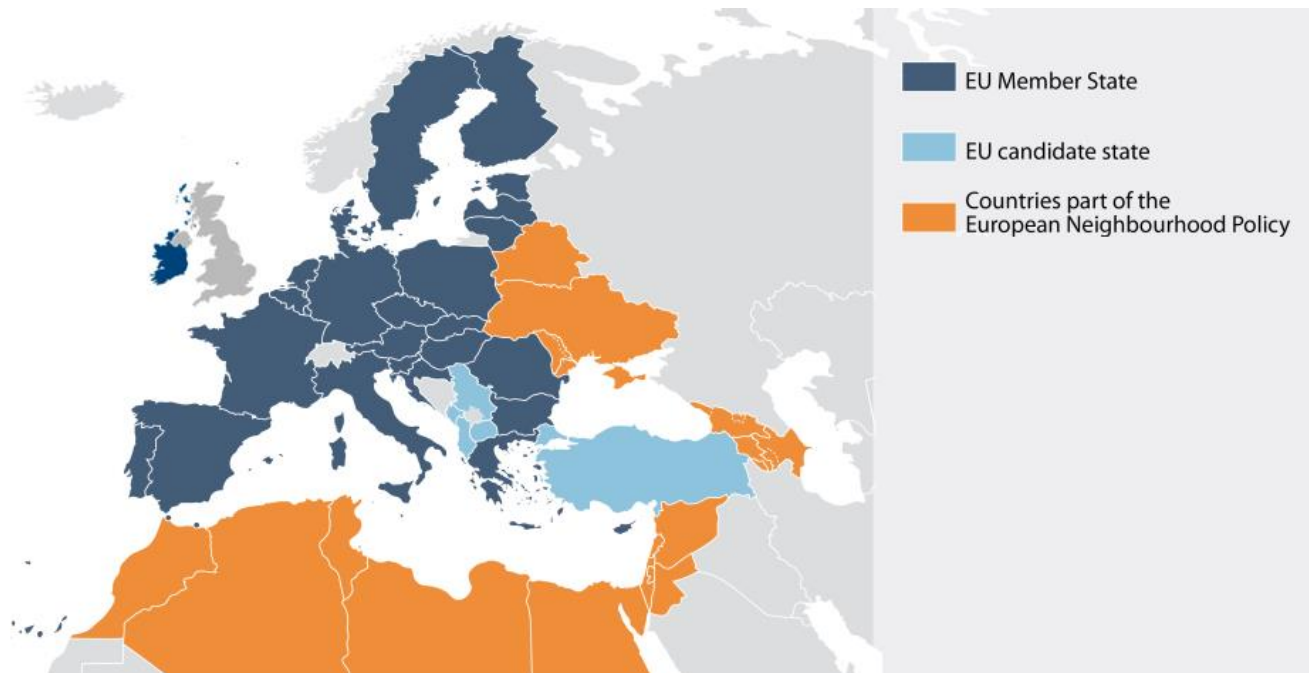 EU Member State
EU candidate state
Countries part of the
European Neighbourhood Policy